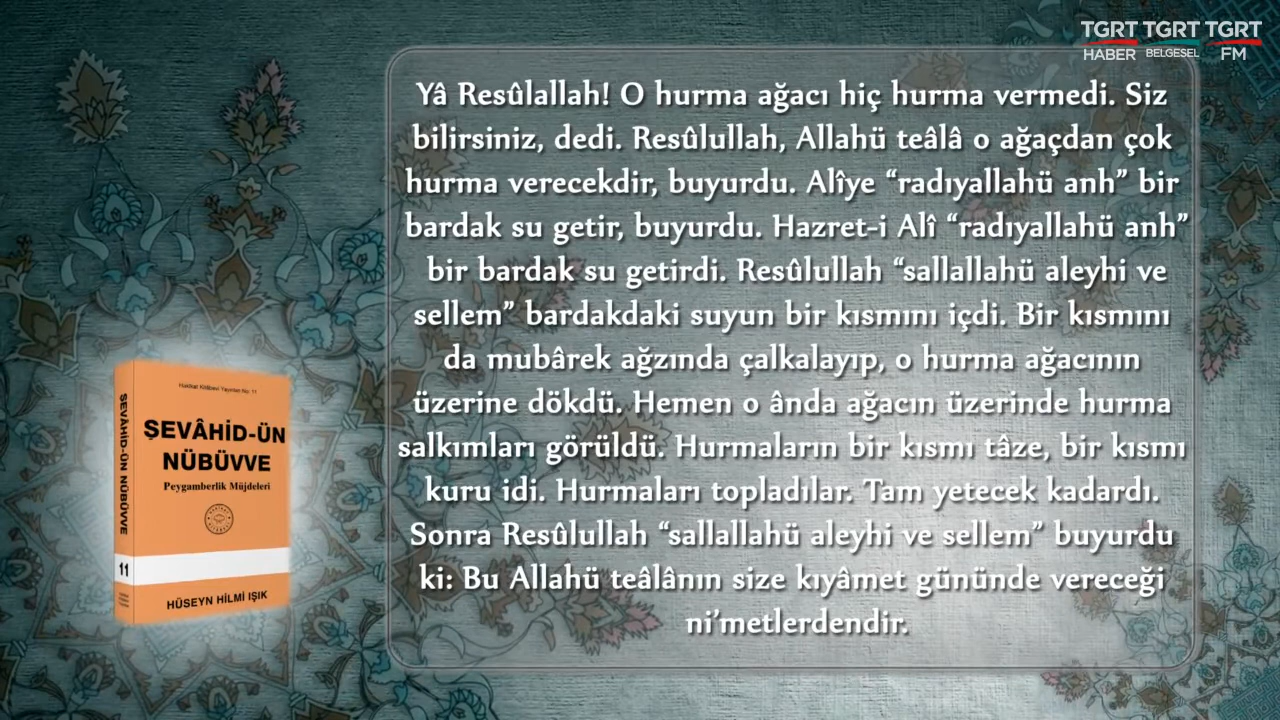 TGRT TGRT TGRT
HABER BELGESEL FM
Yâ Resûlallah! O hurma ağacı hiç hurma vermedi. Siz
bilirsiniz, dedi. Resûlullah, Allahü teâlâ o ağaçdan çok
hurma verecekdir, buyurdu. Alîye “radıyallahü anh” bir
bardak su getir, buyurdu. Hazret-i Alî “radıyallahü anh”
bir bardak su getirdi. Resûlullah “sallallahü aleyhi ve
sellem” bardakdaki suyun bir kısmını içdi. Bir kısmını
da mubârek ağzında çalkalayıp, o hurma ağacının
üzerine dökdü. Hemen o ânda ağacın üzerinde hurma
salkımları görüldü. Hurmaların bir kısmı tâze, bir kısmı
kuru idi. Hurmaları topladılar. Tam yetecek kadardı.
Sonra Resûlullah “sallallahü aleyhi ve sellem” buyurdu
ki: Bu Allahü teâlânın size kıyâmet gününde vereceği
ni’metlerdendir.
Hakîkat Kitâbevi Yayınları No: 11
ŞEVÂHİD-ÜN
NÜBÜVVE
Peygamberlik Müjdeleri
HÜSEYN HİLMİ IŞIK
ŞEVÂHİD-ÜN NÜBÜVVE
11